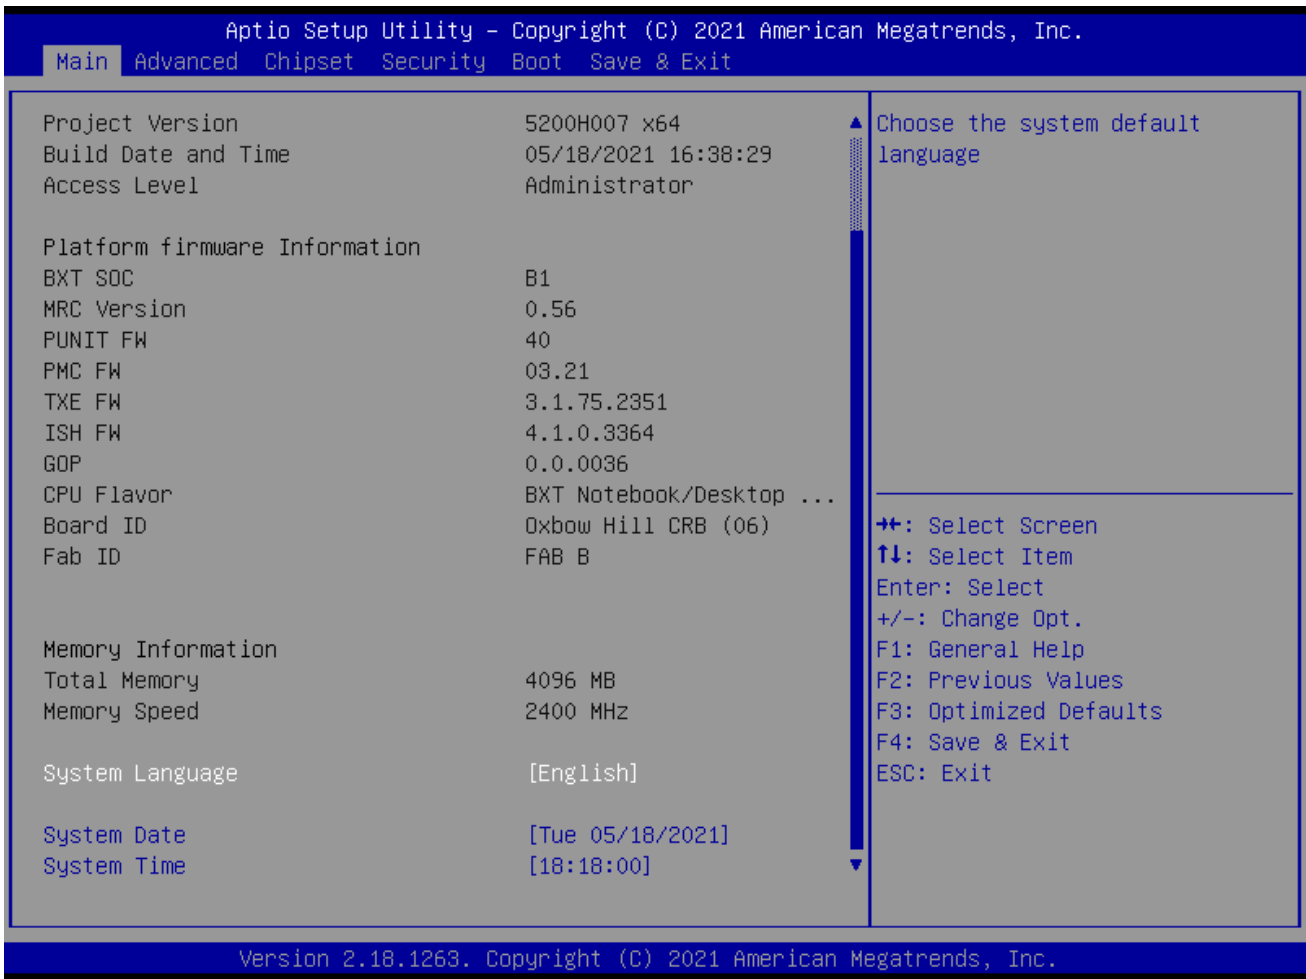 Aptio Setup Utility – Copyright (C) 2021 American Megatrends, Inc.
Main Advanced Chipset Security Boot Save & Exit
Project Version 5200H007 x64
Build Date and Time 05/18/2021 16:38:29
Access Level Administrator
Platform firmware Information
BXT SOC B1
MRC Version 0.56
PUNIT FW 40
PMC FW 03.21
TXE FW 3.1.75.2351
ISH FW 4.1.0.3364
GOP 0.0.0036
CPU Flavor BXT Notebook/Desktop ...
Board ID Oxbow Hill CRB (06)
Fab ID FAB B
Memory Information
Total Memory 4096 MB
Memory Speed 2400 MHz
System Language [English]
System Date [Tue 05/18/2021]
System Time [18:18:00]
Choose the system default
language
→←: Select Screen
↑↓: Select Item
Enter: Select
+/-: Change Opt.
F1: General Help
F2: Previous Values
F3: Optimized Defaults
F4: Save & Exit
ESC: Exit
Version 2.18.1263. Copyright (C) 2021 American Megatrends, Inc.